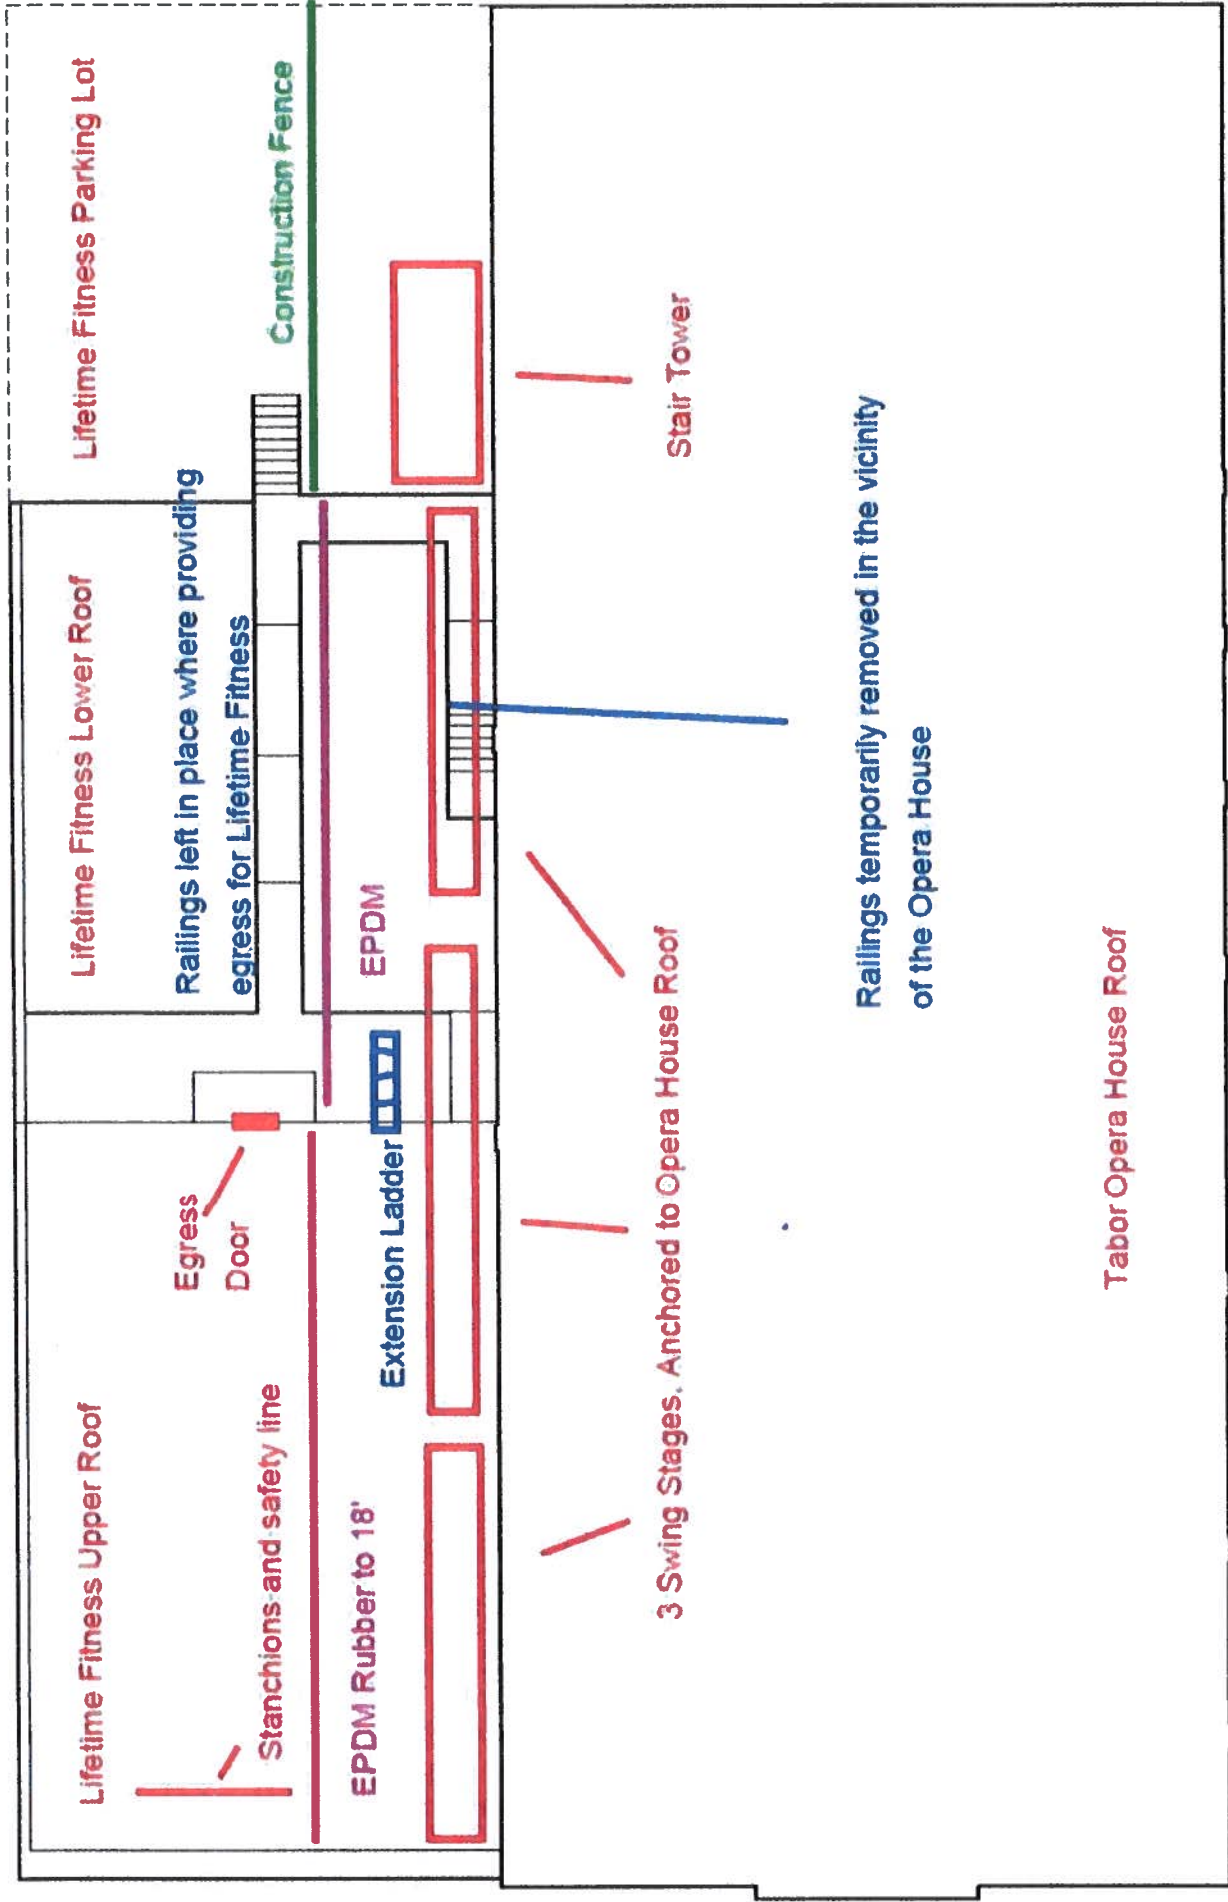 Lifetime Fitness Upper Roof
Lifetime Fitness Lower Roof
Lifetime Fitness Parking Lot
Stanchions and safety line
Egress
Door
Railings left in place where providing
egress for Lifetime Fitness
Construction Fence
EPDM Rubber to 18'
Extension Ladder
EPDM
3 Swing Stages, Anchored to Opera House Roof
Stair Tower
Railings temporarily removed in the vicinity
of the Opera House
Tabor Opera House Roof